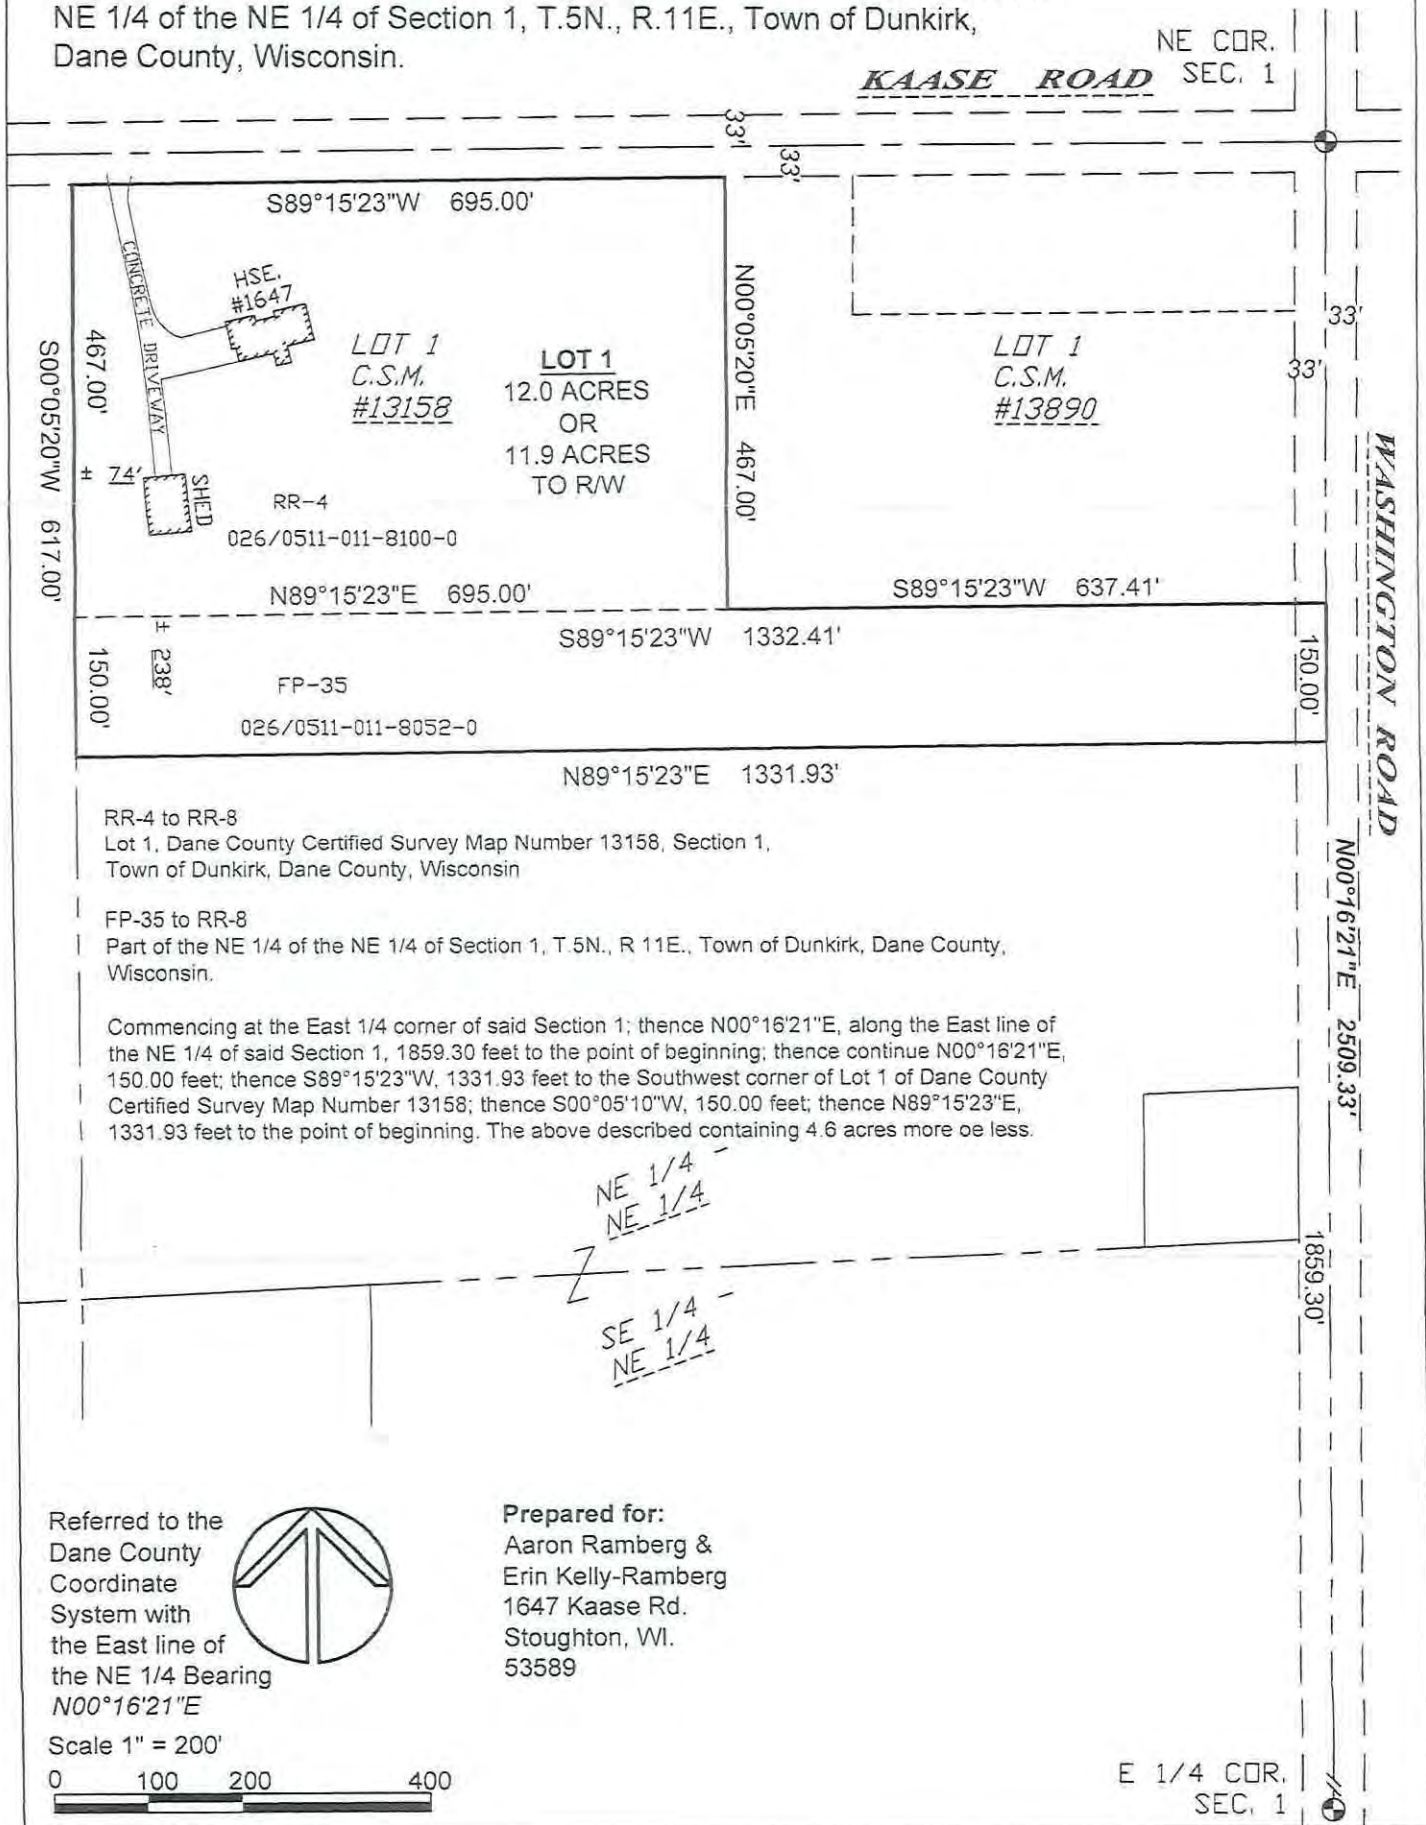 NE 1/4 of the NE 1/4 of Section 1, T.5N., R.11E., Town of Dunkirk,
Dane County, Wisconsin.
NE COR.
SEC. 1
KAASE ROAD
33'
33'
S89°15'23"W 695.00'
CONCRETE DRIVEWAY
HSE.
#1647
LOT 1
C.S.M.
#13158
LOT 1
12.0 ACRES
OR
11.9 ACRES
TO R/W
N00°05'20"E 467.00'
LOT 1
C.S.M.
#13890
33'
33'
S00°05'20"W 617.00'
467.00'
± 74'
SHED
RR-4
026/0511-011-8100-0
WASHINGTON ROAD
N89°15'23"E 695.00'
S89°15'23"W 637.41'
S89°15'23"W 1332.41'
150.00'
± 238'
FP-35
026/0511-011-8052-0
150.00'
N89°15'23"E 1331.93'
RR-4 to RR-8
Lot 1, Dane County Certified Survey Map Number 13158, Section 1,
Town of Dunkirk, Dane County, Wisconsin
FP-35 to RR-8
Part of the NE 1/4 of the NE 1/4 of Section 1, T.5N., R 11E., Town of Dunkirk, Dane County,
Wisconsin.
Commencing at the East 1/4 corner of said Section 1; thence N00°16'21"E, along the East line of
the NE 1/4 of said Section 1, 1859.30 feet to the point of beginning; thence continue N00°16'21"E,
150.00 feet; thence S89°15'23"W, 1331.93 feet to the Southwest corner of Lot 1 of Dane County
Certified Survey Map Number 13158; thence S00°05'10"W, 150.00 feet; thence N89°15'23"E,
1331.93 feet to the point of beginning. The above described containing 4.6 acres more oe less.
N00°16'21"E 2509.33'
NE 1/4 -
NE 1/4
SE 1/4 -
NE 1/4
1859.30'
Referred to the
Dane County
Coordinate
System with
the East line of
the NE 1/4 Bearing
N00°16'21"E
Scale 1" = 200'
0 100 200 400
Prepared for:
Aaron Ramberg &
Erin Kelly-Ramberg
1647 Kaase Rd.
Stoughton, WI.
53589
E 1/4 COR.
SEC. 1